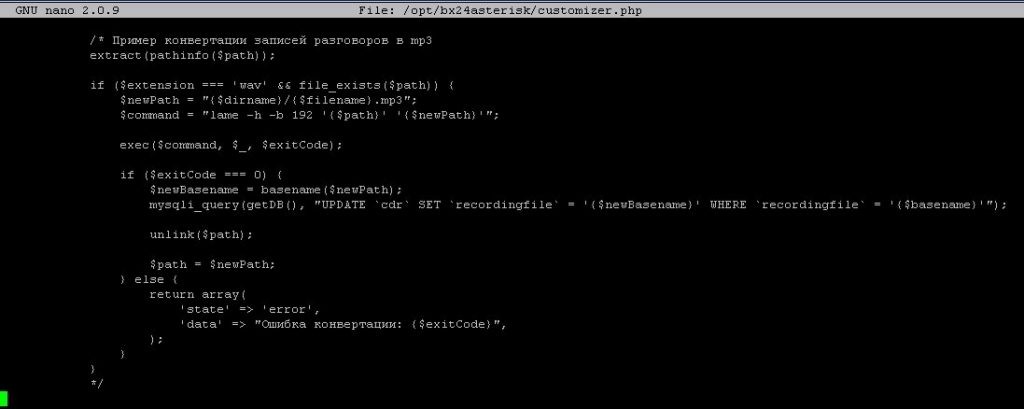 GNU nano 2.0.9 File: /opt/bx24asterisk/customizer.php
/* Пример конвертации записей разговоров в mp3
extract(pathinfo($path));
if ($extension === 'wav' && file_exists($path)) {
$newPath = "{$dirname}/{$filename}.mp3";
$command = "lame -h -b 192 '{$path}' '{$newPath}'";
exec($command, $_, $exitCode);
if ($exitCode === 0) {
$newBasename = basename($newPath);
mysqli_query(getDB(), "UPDATE `cdr` SET `recordingfile` = '{$newBasename}' WHERE `recordingfile` = '{$basename}'");
unlink($path);
$path = $newPath;
} else {
return array(
'state' => 'error',
'data' => "Ошибка конвертации: {$exitCode}",
);
}
}
*/